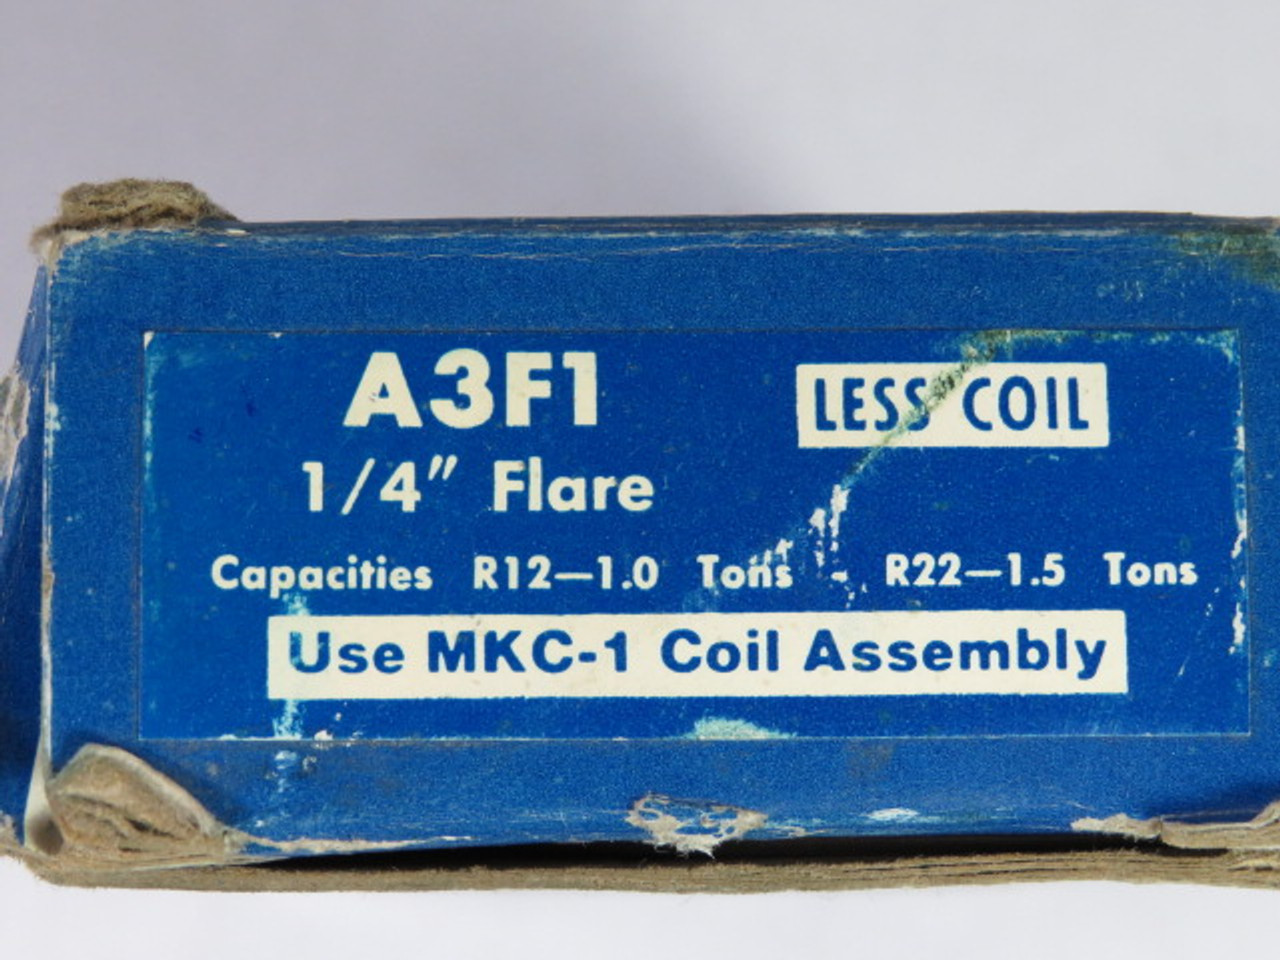 A3F1 LESS COIL
1/4" Flare
Capacities R12—1.0 Tons - R22—1.5 Tons
Use MKC-1 Coil Assembly